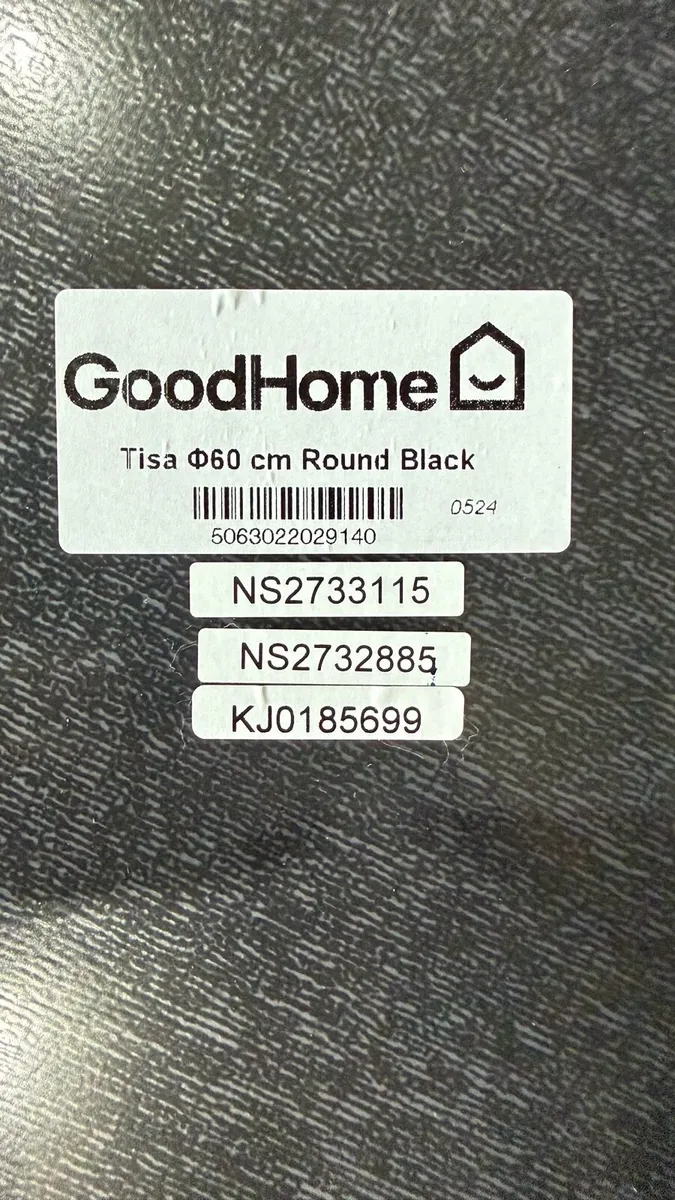 GoodHome
Tisa Φ60 cm Round Black
0524
5063022029140
NS2733115
NS2732885
KJ0185699